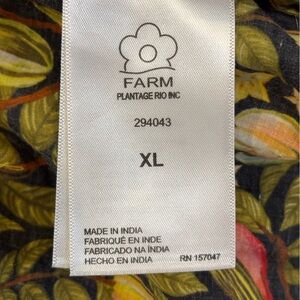 FARM
PLANTAGE RIO INC
294043
XL
MADE IN INDIA
FABRIQUÉ EN INDE
FABRICADO NA ÍNDIA
HECHO EN INDIA RN 157047